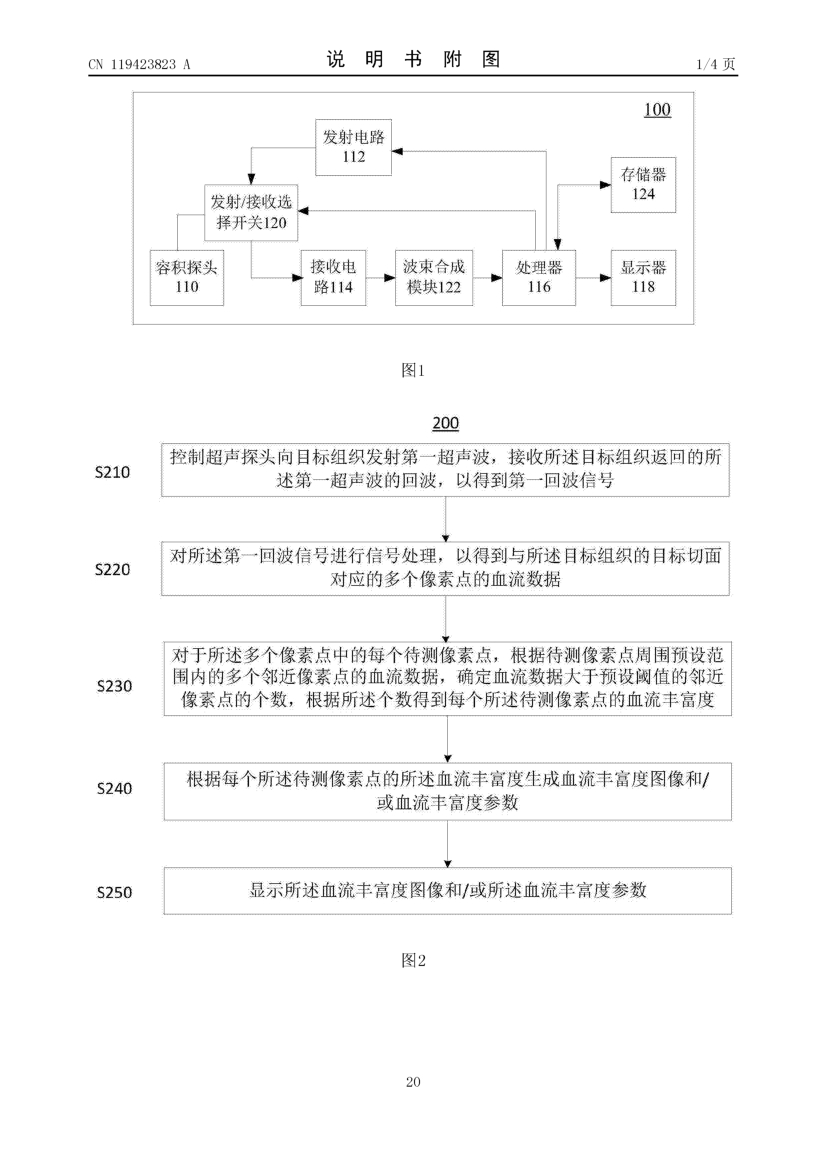 CN 119423823 A
说 明 书 附 图
1/4 页
100
发射电路
112
存储器
124
发射/接收选
择开关120
容积探头
110
接收电
路114
波束合成
模块122
处理器
116
显示器
118
图1
200
S210
控制超声探头向目标组织发射第一超声波，接收所述目标组织返回的所
述第一超声波的回波，以得到第一回波信号
S220
对所述第一回波信号进行信号处理，以得到与所述目标组织的目标切面
对应的多个像素点的血流数据
S230
对于所述多个像素点中的每个待测像素点，根据待测像素点周围预设范
围内的多个邻近像素点的血流数据，确定血流数据大于预设阈值的邻近
像素点的个数，根据所述个数得到每个所述待测像素点的血流丰富度
S240
根据每个所述待测像素点的所述血流丰富度生成血流丰富度图像和/
或血流丰富度参数
S250
显示所述血流丰富度图像和/或所述血流丰富度参数
图2
20